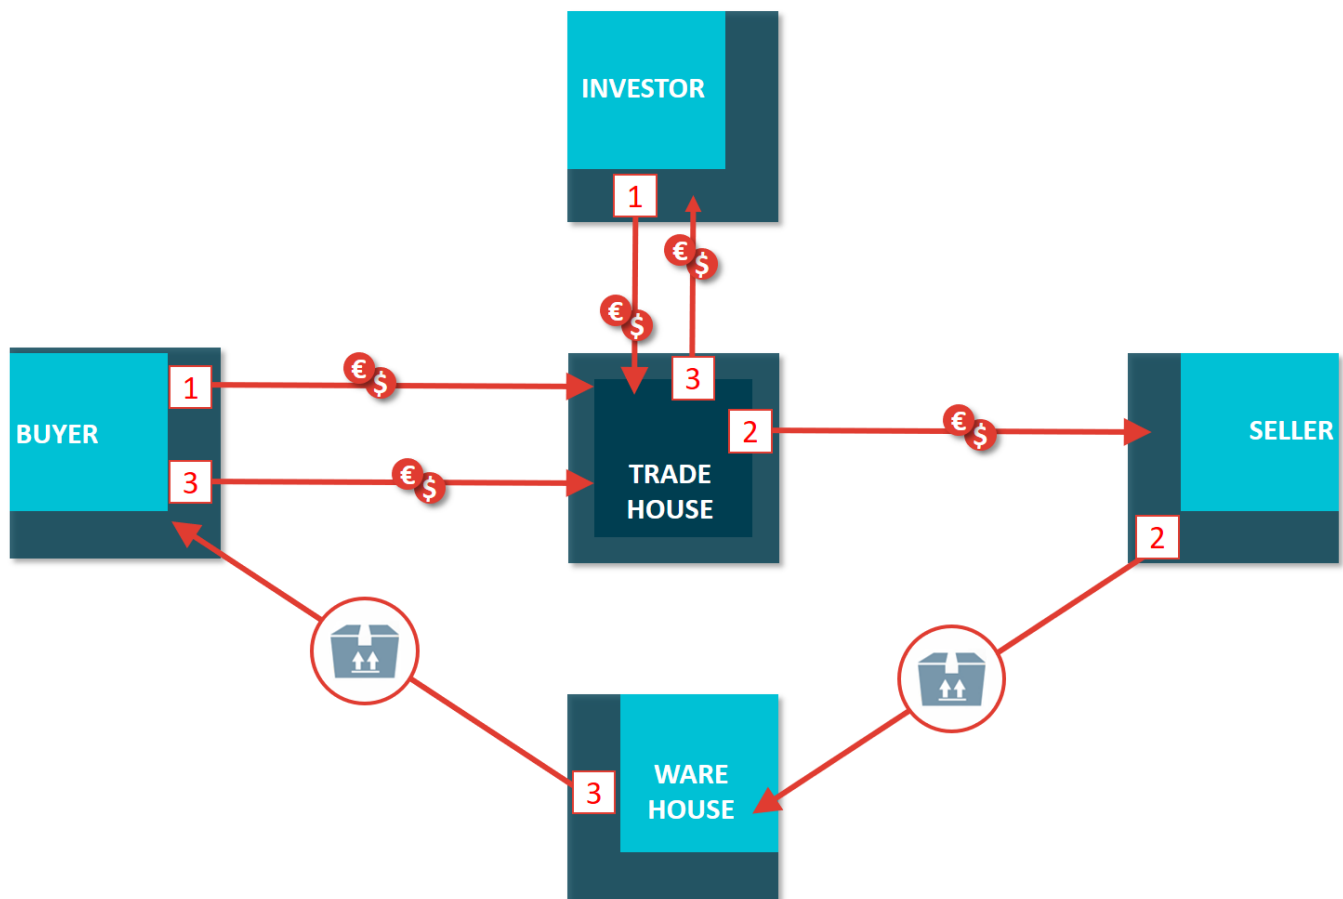 INVESTOR
1
€ $
€ $
BUYER
1
€ $
3
€ $
3
2
TRADE
HOUSE
€ $
SELLER
2
3
WARE
HOUSE